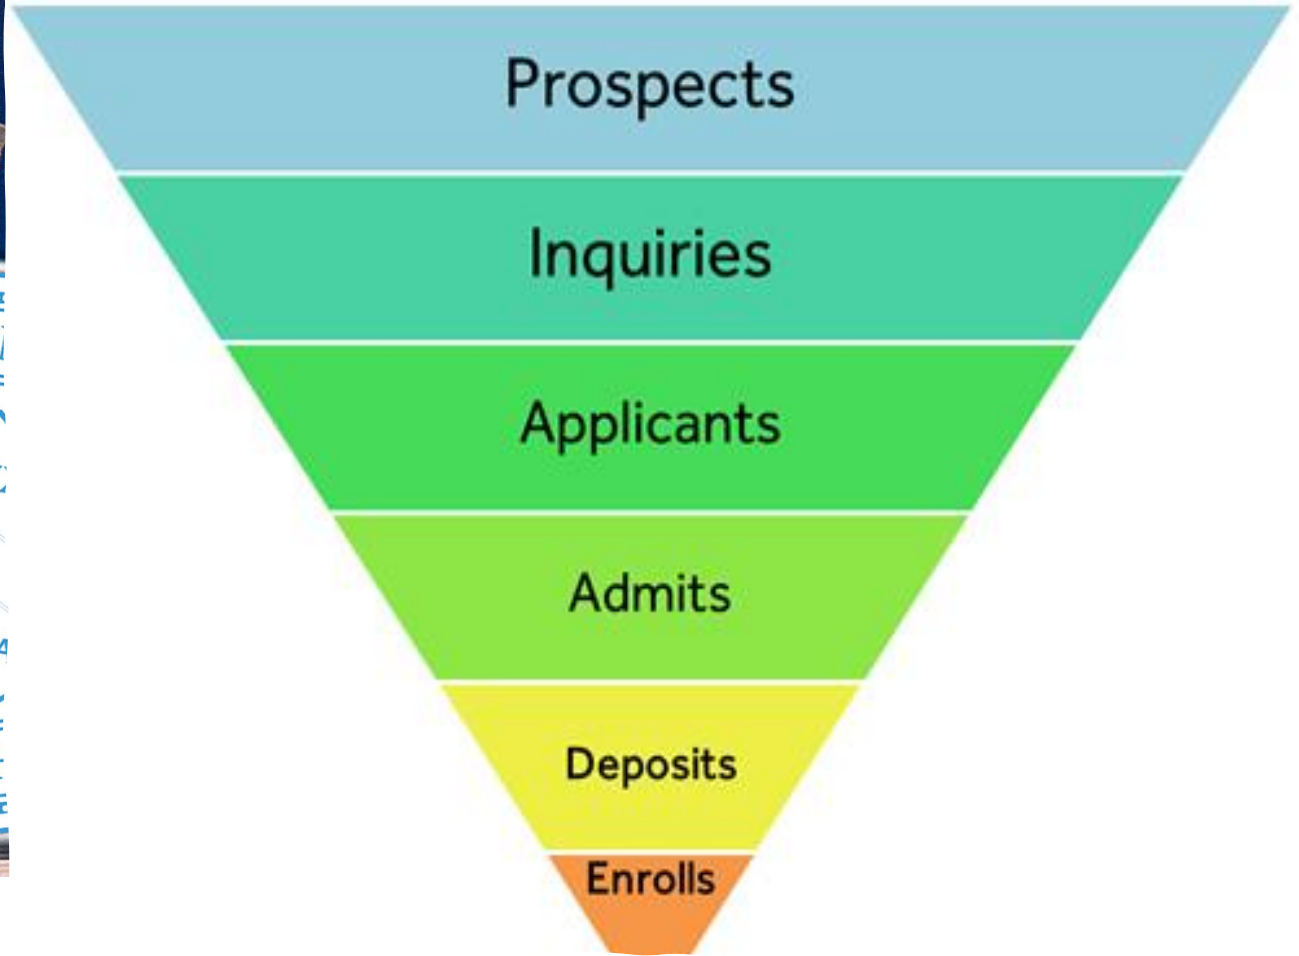 Prospects
Inquiries
Applicants
Admits
Deposits
Enrolls